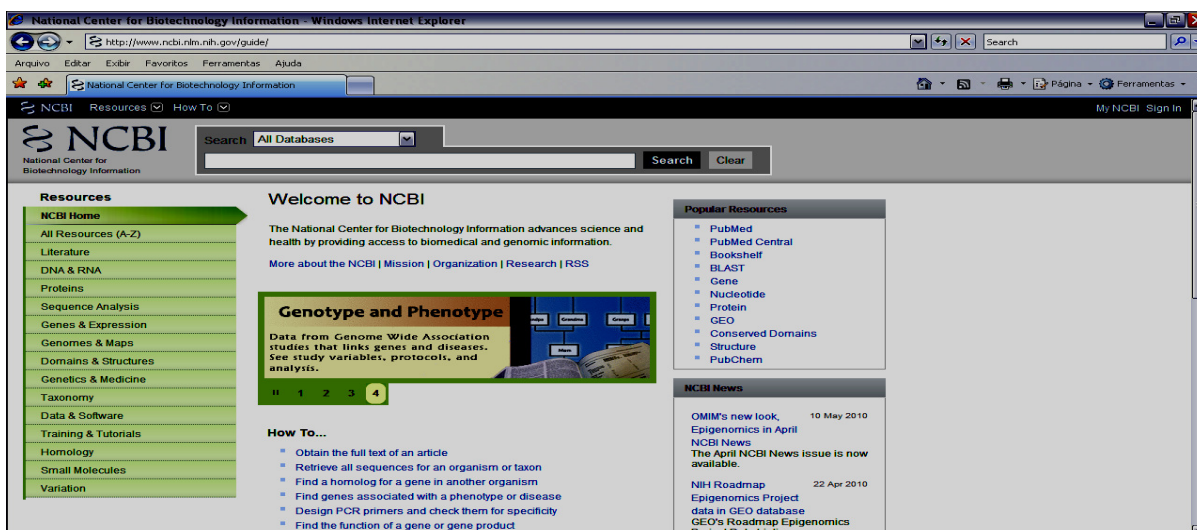 National Center for Biotechnology Information - Windows Internet Explorer
http://www.ncbi.nlm.nih.gov/guide/
Search
Arquivo Editar Exibir Favoritos Ferramentas Ajuda
National Center for Biotechnology Information
Página Ferramentas
NCBI Resources How To
My NCBI Sign In
NCBI
National Center for
Biotechnology Information
Search All Databases
Search Clear
Resources
NCBI Home
All Resources (A-Z)
Literature
DNA & RNA
Proteins
Sequence Analysis
Genes & Expression
Genomes & Maps
Domains & Structures
Genetics & Medicine
Taxonomy
Data & Software
Training & Tutorials
Homology
Small Molecules
Variation
Welcome to NCBI
The National Center for Biotechnology Information advances science and
health by providing access to biomedical and genomic information.
More about the NCBI | Mission | Organization | Research | RSS
Genotype and Phenotype
Data from Genome Wide Association
studies that links genes and diseases.
See study variables, protocols, and
analysis.
1 2 3 4
How To...
Obtain the full text of an article
Retrieve all sequences for an organism or taxon
Find a homolog for a gene in another organism
Find genes associated with a phenotype or disease
Design PCR primers and check them for specificity
Find the function of a gene or gene product
Popular Resources
PubMed
PubMed Central
Bookshelf
BLAST
Gene
Nucleotide
Protein
GEO
Conserved Domains
Structure
PubChem
NCBI News
OMIM's new look, 10 May 2010
Epigenomics in April
NCBI News
The April NCBI News issue is now
available.
NIH Roadmap 22 Apr 2010
Epigenomics Project
data in GEO database
GEO's Roadmap Epigenomics